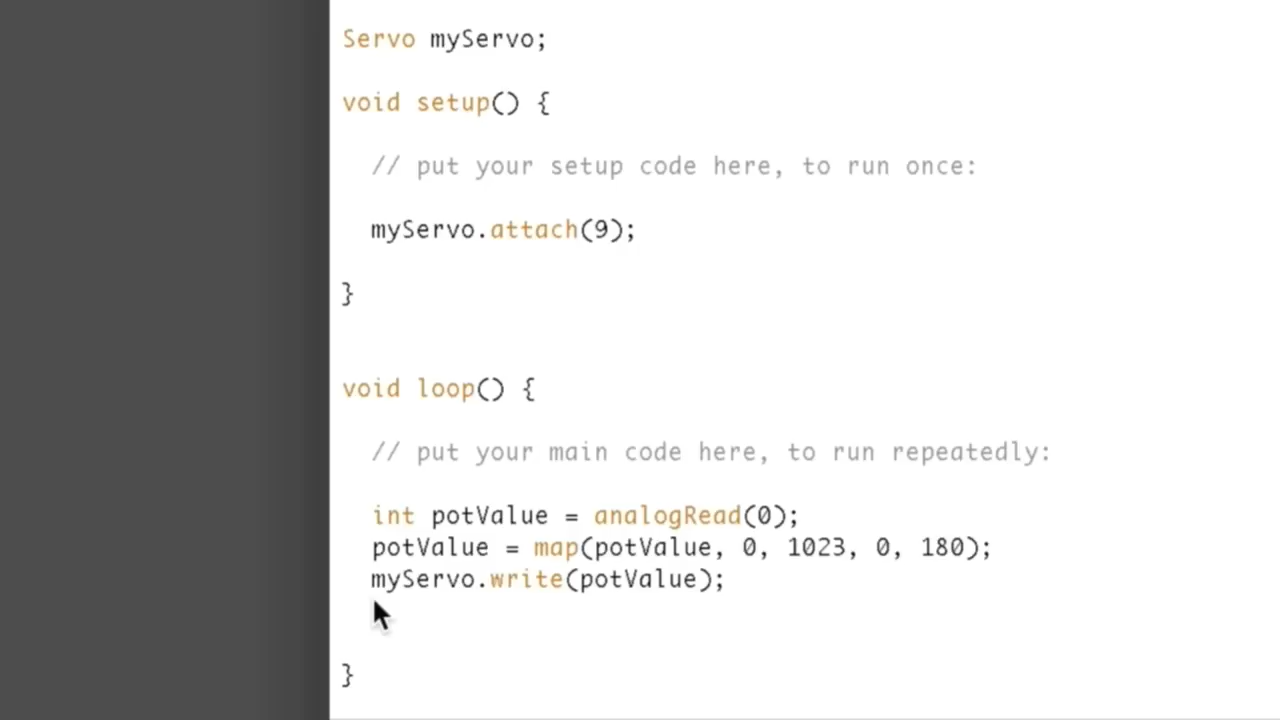 Servo myServo;
void setup() {
// put your setup code here, to run once:
myServo.attach(9);
}
void loop() {
// put your main code here, to run repeatedly:
int potValue = analogRead(0);
potValue = map(potValue, 0, 1023, 0, 180);
myServo.write(potValue);
}